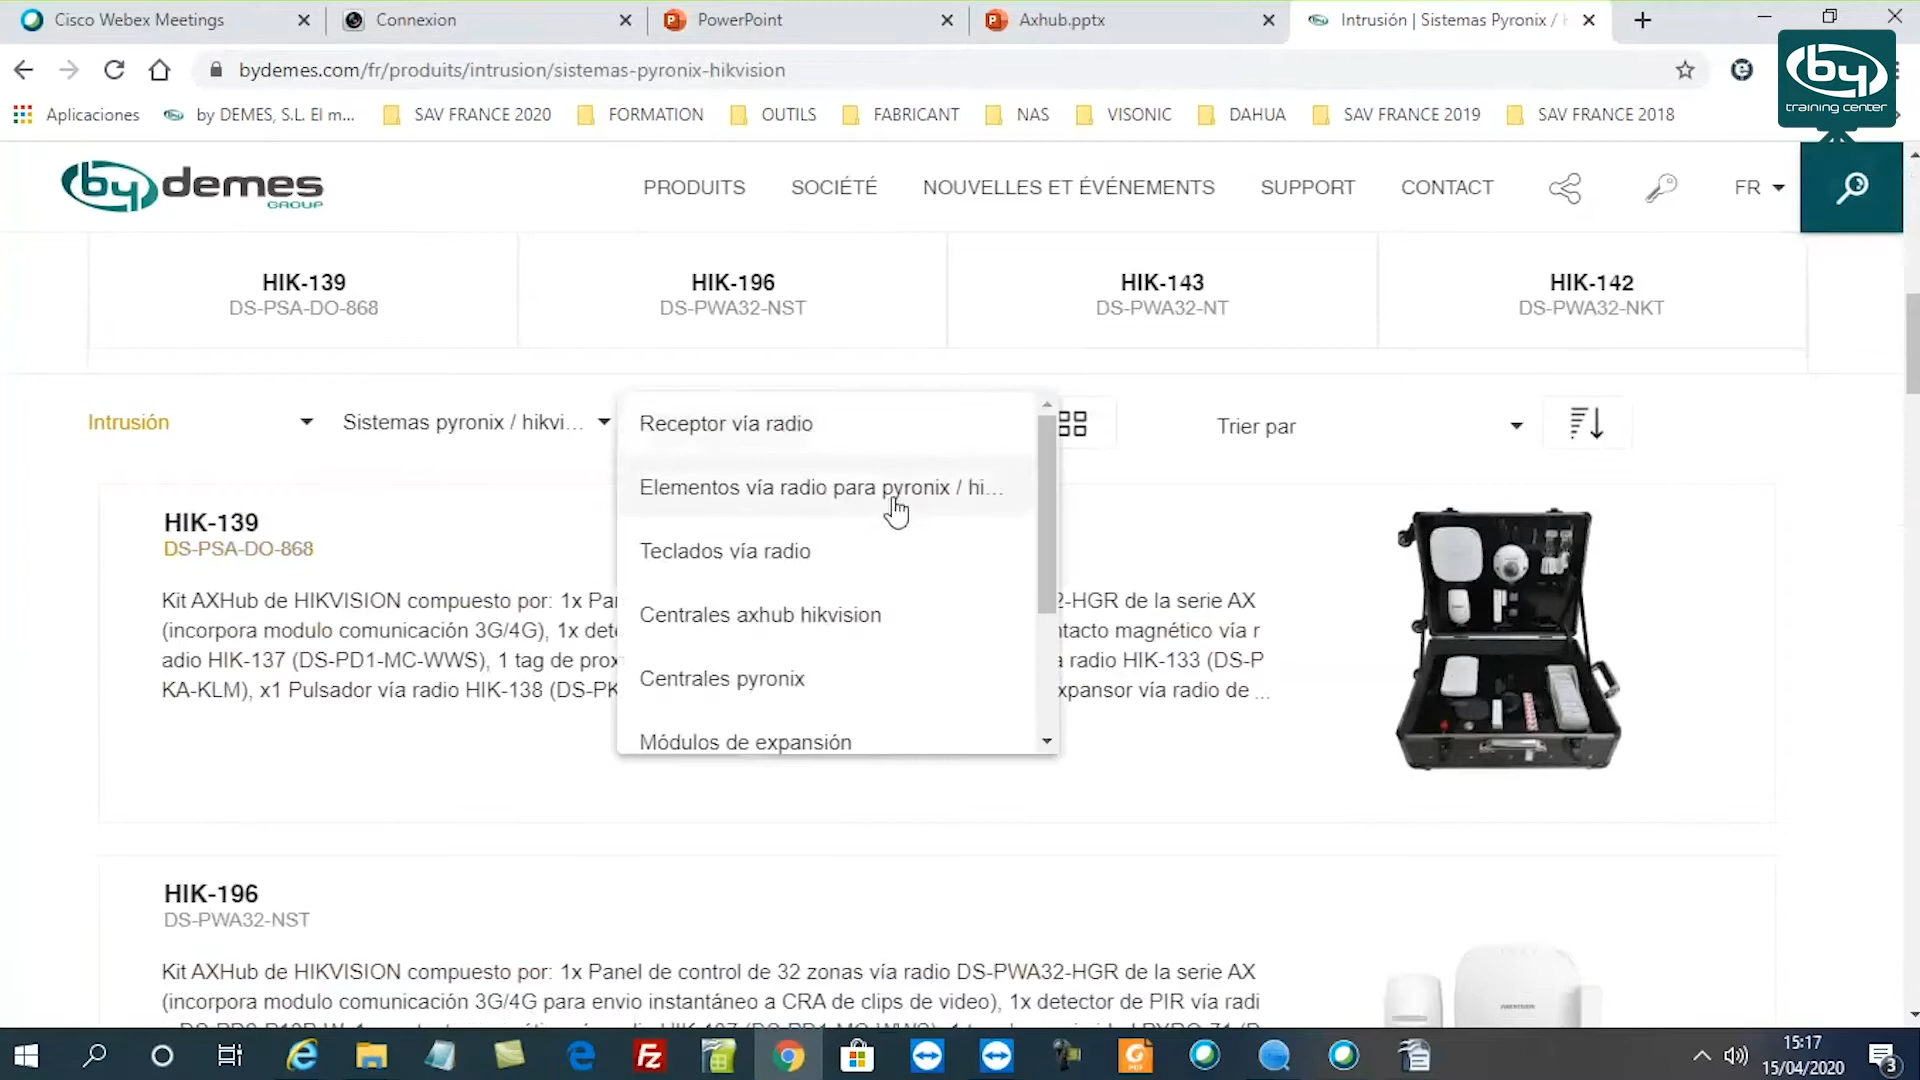 Cisco Webex Meetings
Connexion
PowerPoint
Axhub.pptx
Intrusión | Sistemas Pyronix /
bydemes.com/fr/produits/intrusion/sistemas-pyronix-hikvision
by
training center
Aplicaciones
by DEMES, S.L. El m...
SAV FRANCE 2020
FORMATION
OUTILS
FABRICANT
NAS
VISONIC
DAHUA
SAV FRANCE 2019
SAV FRANCE 2018
by demes
GROUP
PRODUITS
SOCIÉTÉ
NOUVELLES ET ÉVÉNEMENTS
SUPPORT
CONTACT
FR
HIK-139
DS-PSA-DO-868
HIK-196
DS-PWA32-NST
HIK-143
DS-PWA32-NT
HIK-142
DS-PWA32-NKT
Intrusión
Sistemas pyronix / hikvi...
Receptor vía radio
Elementos vía radio para pyronix / hi...
Teclados vía radio
Centrales axhub hikvision
Centrales pyronix
Módulos de expansión
Trier par
HIK-139
DS-PSA-DO-868
Kit AXHub de HIKVISION compuesto por: 1x Pa 2-HGR de la serie AX
(incorpora modulo comunicación 3G/4G), 1x det ntacto magnético vía r
adio HIK-137 (DS-PD1-MC-WWS), 1 tag de prox a radio HIK-133 (DS-P
KA-KLM), x1 Pulsador vía radio HIK-138 (DS-PK xpansor vía radio de ...
HIK-196
DS-PWA32-NST
Kit AXHub de HIKVISION compuesto por: 1x Panel de control de 32 zonas vía radio DS-PWA32-HGR de la serie AX
(incorpora modulo comunicación 3G/4G para envio instantáneo a CRA de clips de video), 1x detector de PIR vía radi
HIKVISION
15:17
15/04/2020
3